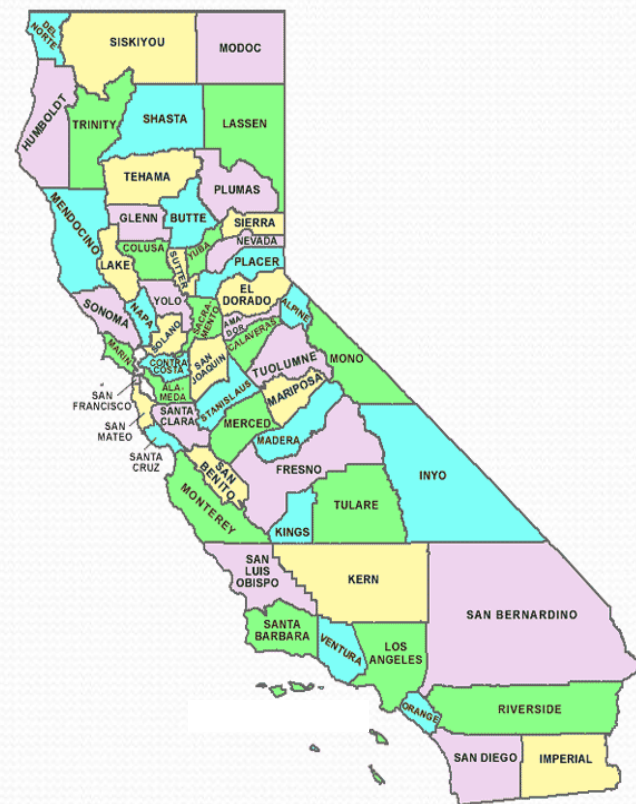 DEL
NORTE
SISKIYOU
MODOC
HUMBOLDT
TRINITY
SHASTA
LASSEN
TEHAMA
PLUMAS
MENDOCINO
GLENN
BUTTE
SIERRA
NEVADA
YUBA
COLUSA
LAKE
SUTTER
PLACER
EL
DORADO
ALPINE
SONOMA
NAPA
YOLO
SACRA-
MENTO
AMA
DOR
SOLANO
CALAVERAS
MARIN
CONTRA
COSTA
SAN
JOAQUIN
TUOLUMNE
MONO
SAN
FRANCISCO
ALA-
MEDA
STANISLAUS
MARIPOSA
SAN
MATEO
SANTA
CLARA
MERCED
MADERA
SANTA
CRUZ
SAN
BENITO
FRESNO
INYO
MONTEREY
KINGS
TULARE
SAN
LUIS
OBISPO
KERN
SAN BERNARDINO
SANTA
BARBARA
VENTURA
LOS
ANGELES
ORANGE
RIVERSIDE
SAN DIEGO
IMPERIAL